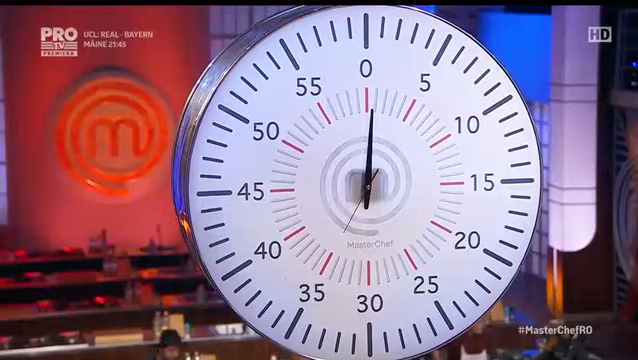 PRO
TV
PREMIERĂ
UCL: REAL - BAYERN
MÂINE 21:45
HD
m
0
5
10
15
20
25
30
35
40
45
50
55
MasterChef
#MasterChefRO